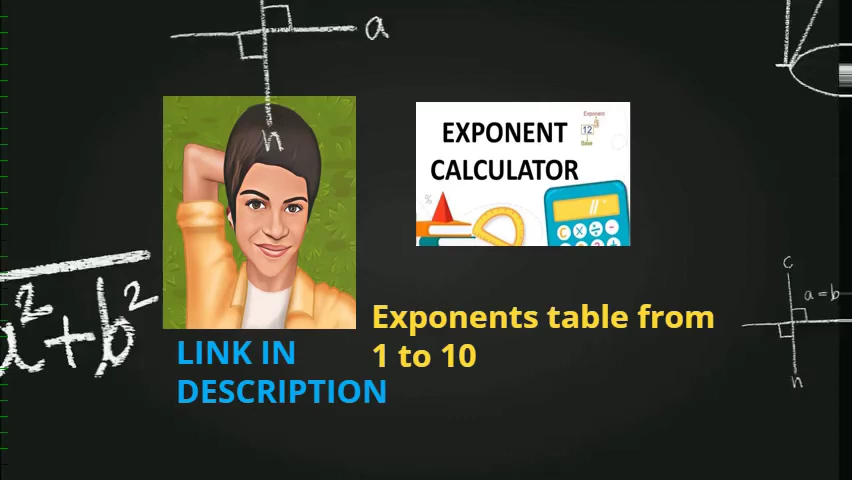 a
n
EXPONENT
CALCULATOR
Exponent
12
Base
%
C × ÷ −
a² + b²
c
a = b
n
Exponents table from
1 to 10
LINK IN
DESCRIPTION